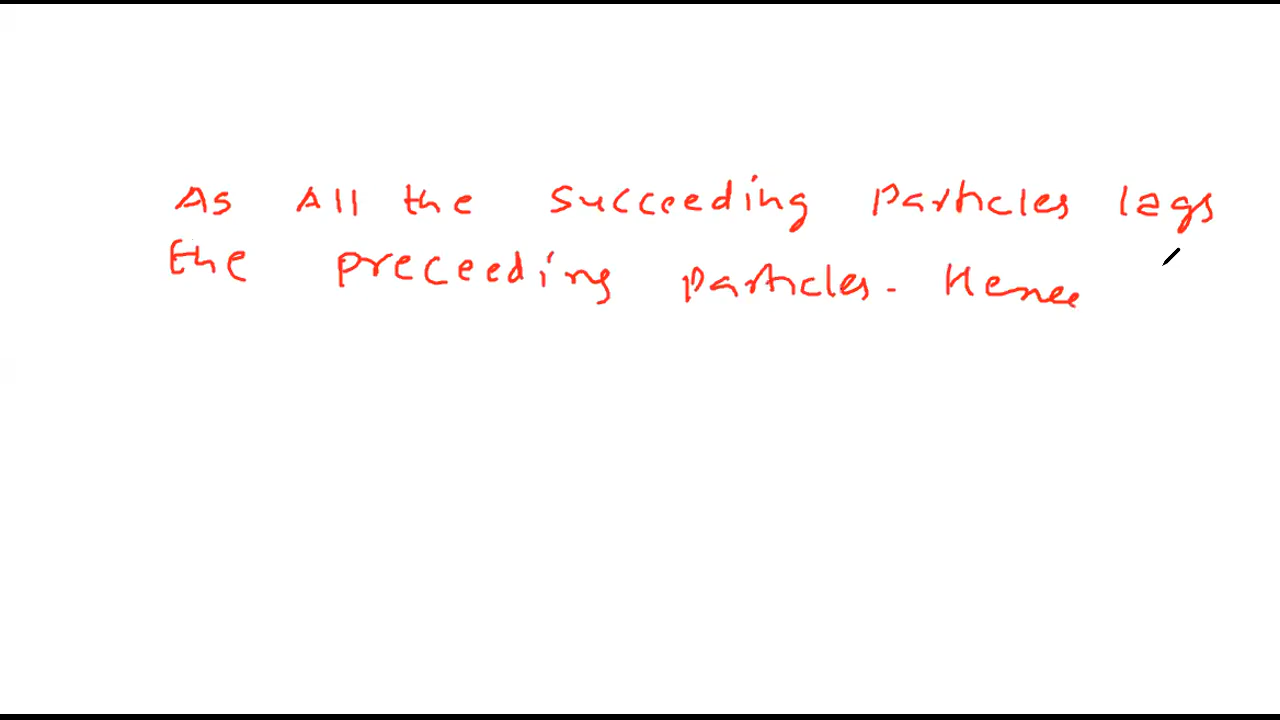 As All the succeeding particles lags
the preceeding particles. Hence